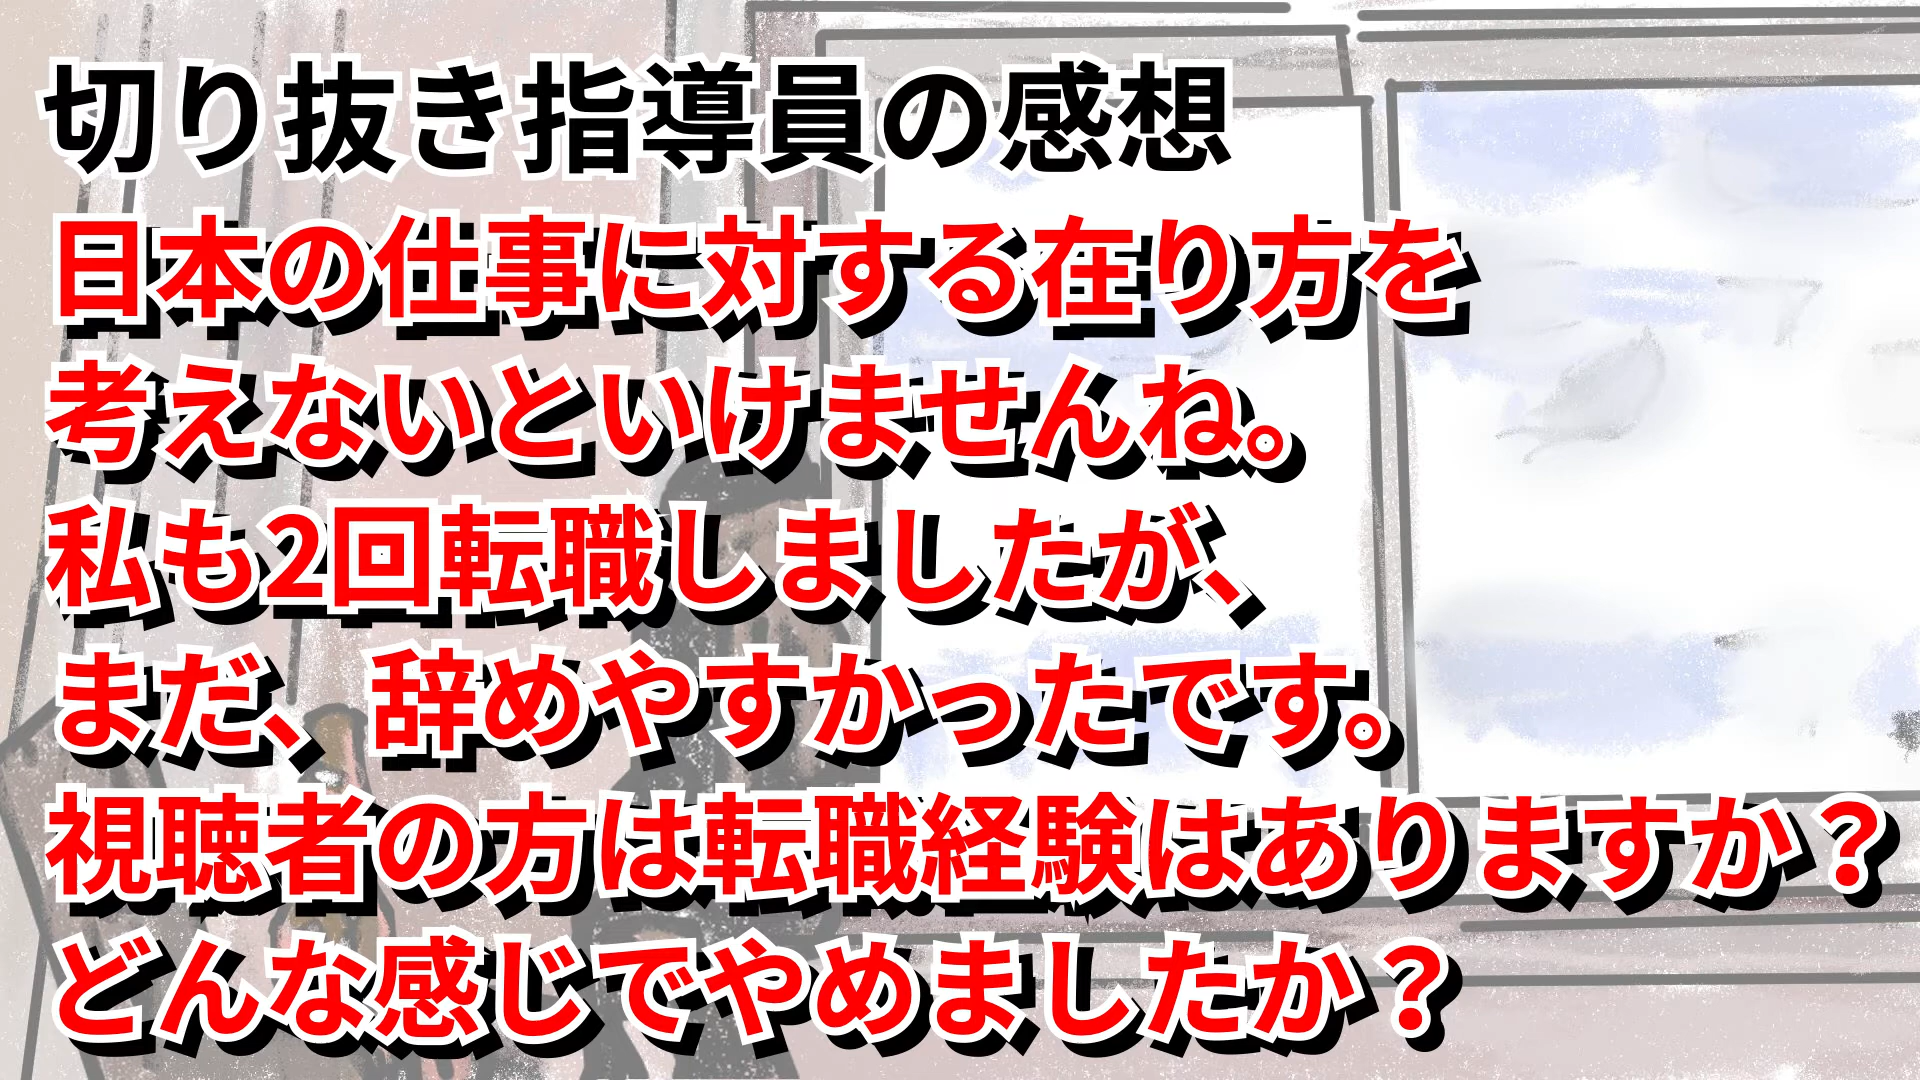 切り抜き指導員の感想
日本の仕事に対する在り方を
考えないといけませんね。
私も2回転職しましたが、
まだ、辞めやすかったです。
視聴者の方は転職経験はありますか？
どんな感じでやめましたか？